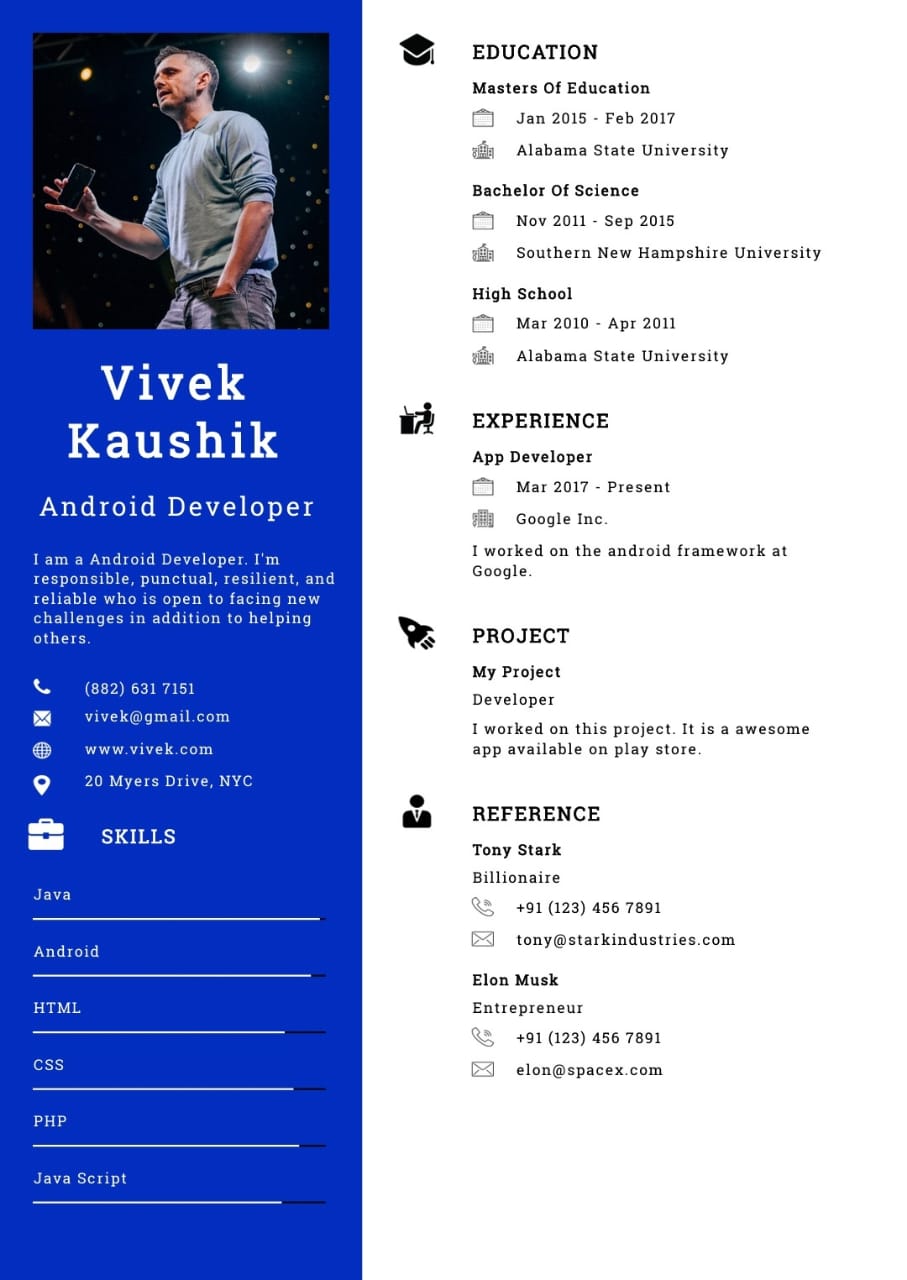 Vivek
Kaushik
Android Developer
I am a Android Developer. I'm
responsible, punctual, resilient, and
reliable who is open to facing new
challenges in addition to helping
others.
(882) 631 7151
vivek@gmail.com
www.vivek.com
20 Myers Drive, NYC
SKILLS
Java
Android
HTML
CSS
PHP
Java Script
EDUCATION
Masters Of Education
Jan 2015 - Feb 2017
Alabama State University
Bachelor Of Science
Nov 2011 - Sep 2015
Southern New Hampshire University
High School
Mar 2010 - Apr 2011
Alabama State University
EXPERIENCE
App Developer
Mar 2017 - Present
Google Inc.
I worked on the android framework at
Google.
PROJECT
My Project
Developer
I worked on this project. It is a awesome
app available on play store.
REFERENCE
Tony Stark
Billionaire
+91 (123) 456 7891
tony@starkindustries.com
Elon Musk
Entrepreneur
+91 (123) 456 7891
elon@spacex.com